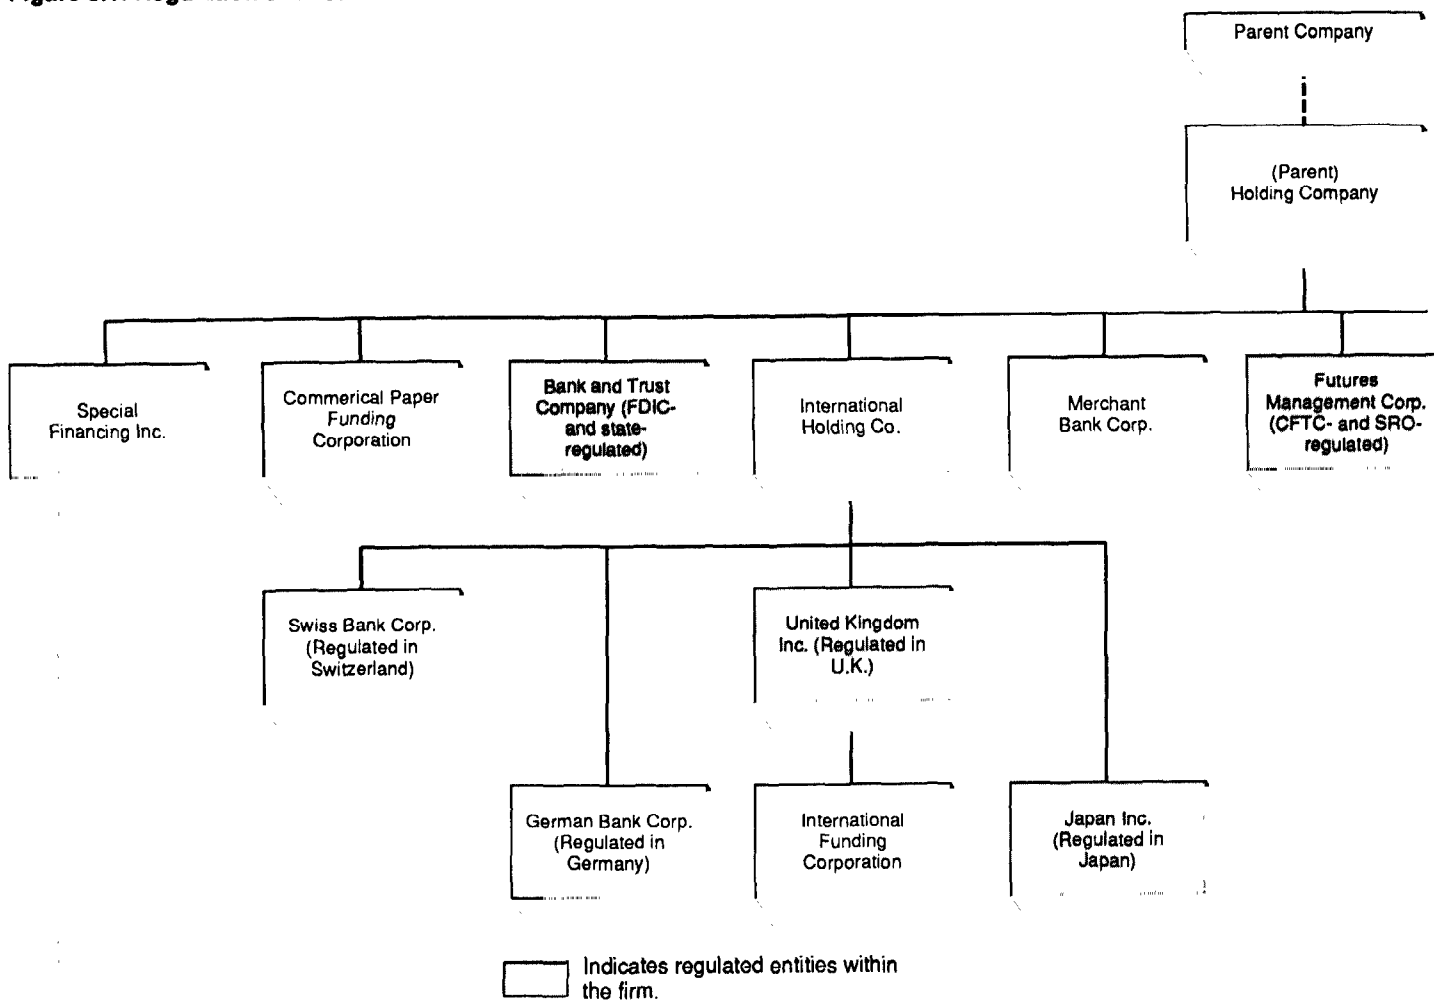 Parent Company
(Parent)
Holding Company
Special
Financing Inc.
Commerical Paper
Funding
Corporation
Bank and Trust
Company (FDIC-
and state-
regulated)
International
Holding Co.
Merchant
Bank Corp.
Futures
Management Corp.
(CFTC- and SRO-
regulated)
Swiss Bank Corp.
(Regulated in
Switzerland)
United Kingdom
Inc. (Regulated in
U.K.)
German Bank Corp.
(Regulated in
Germany)
International
Funding
Corporation
Japan Inc.
(Regulated in
Japan)
Indicates regulated entities within
the firm.